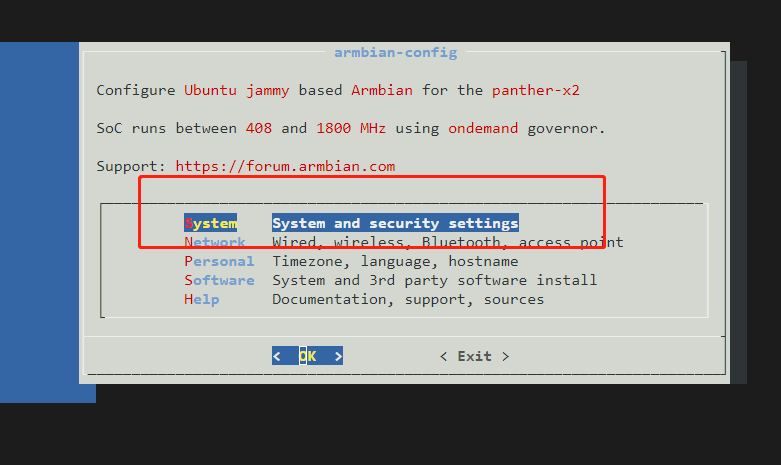 armbian-config
Configure Ubuntu jammy based Armbian for the panther-x2
SoC runs between 408 and 1800 MHz using ondemand governor.
Support: https://forum.armbian.com
System System and security settings
Network Wired, wireless, Bluetooth, access point
Personal Timezone, language, hostname
Software System and 3rd party software install
Help Documentation, support, sources
< OK > < Exit >